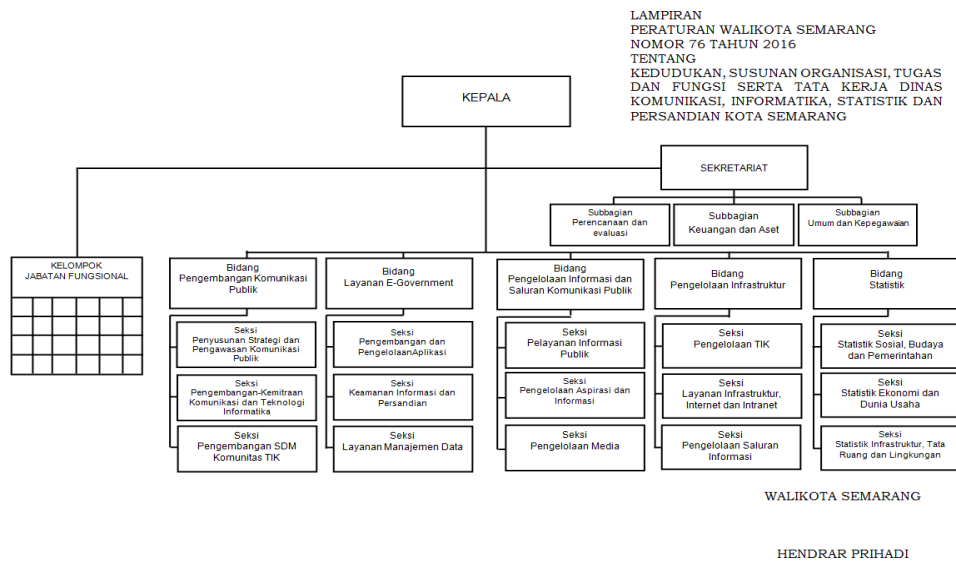 LAMPIRAN
PERATURAN WALIKOTA SEMARANG
NOMOR 76 TAHUN 2016
TENTANG
KEDUDUKAN, SUSUNAN ORGANISASI, TUGAS
DAN FUNGSI SERTA TATA KERJA DINAS
KOMUNIKASI, INFORMATIKA, STATISTIK DAN
PERSANDIAN KOTA SEMARANG
KEPALA
SEKRETARIAT
Subbagian
Perencanaan dan
evaluasi
Subbagian
Keuangan dan Aset
Subbagian
Umum dan Kepegawaian
KELOMPOK
JABATAN FUNGSIONAL
Bidang
Pengembangan Komunikasi
Publik
Bidang
Layanan E-Government
Bidang
Pengelolaan Informasi dan
Saluran Komunikasi Publik
Bidang
Pengelolaan Infrastruktur
Bidang
Statistik
Seksi
Penyusunan Strategi dan
Pengawasan Komunikasi
Publik
Seksi
Pengembangan dan
PengelolaanAplikasi
Seksi
Pelayanan Informasi
Publik
Seksi
Pengelolaan TIK
Seksi
Statistik Sosial, Budaya
dan Pemerintahan
Seksi
Pengembangan-Kemitraan
Komunikasi dan Teknologi
Informatika
Seksi
Keamanan Informasi dan
Persandian
Seksi
Pengelolaan Aspirasi dan
Informasi
Seksi
Layanan Infrastruktur,
Internet dan Intranet
Seksi
Statistik Ekonomi dan
Dunia Usaha
Seksi
Pengembangan SDM
Komunitas TIK
Seksi
Layanan Manajemen Data
Seksi
Pengelolaan Media
Seksi
Pengelolaan Saluran
Informasi
Seksi
Statistik Infrastruktur, Tata
Ruang dan Lingkungan
WALIKOTA SEMARANG
HENDRAR PRIHADI